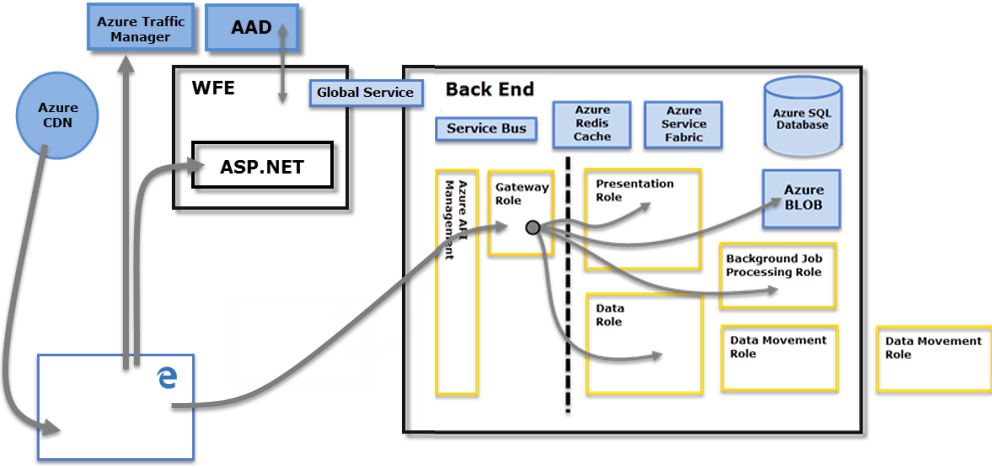 Azure Traffic
Manager
AAD
Azure
CDN
WFE
Global Service
ASP.NET
Back End
Service Bus
Azure
Redis
Cache
Azure
Service
Fabric
Azure SQL
Database
Azure API
Management
Gateway
Role
Presentation
Role
Azure
BLOB
Background Job
Processing Role
Data
Role
Data Movement
Role
Data Movement
Role
e